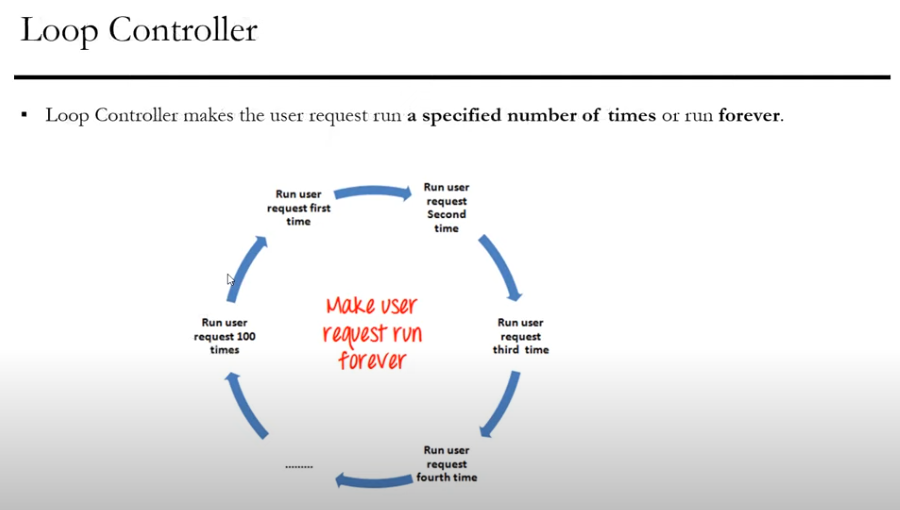 Loop Controller
▪ Loop Controller makes the user request run a specified number of times or run forever.
Run user
request first
time
Run user
request
Second
time
Run user
request
third time
Run user
request
fourth time
.........
Run user
request 100
times
Make user
request run
forever